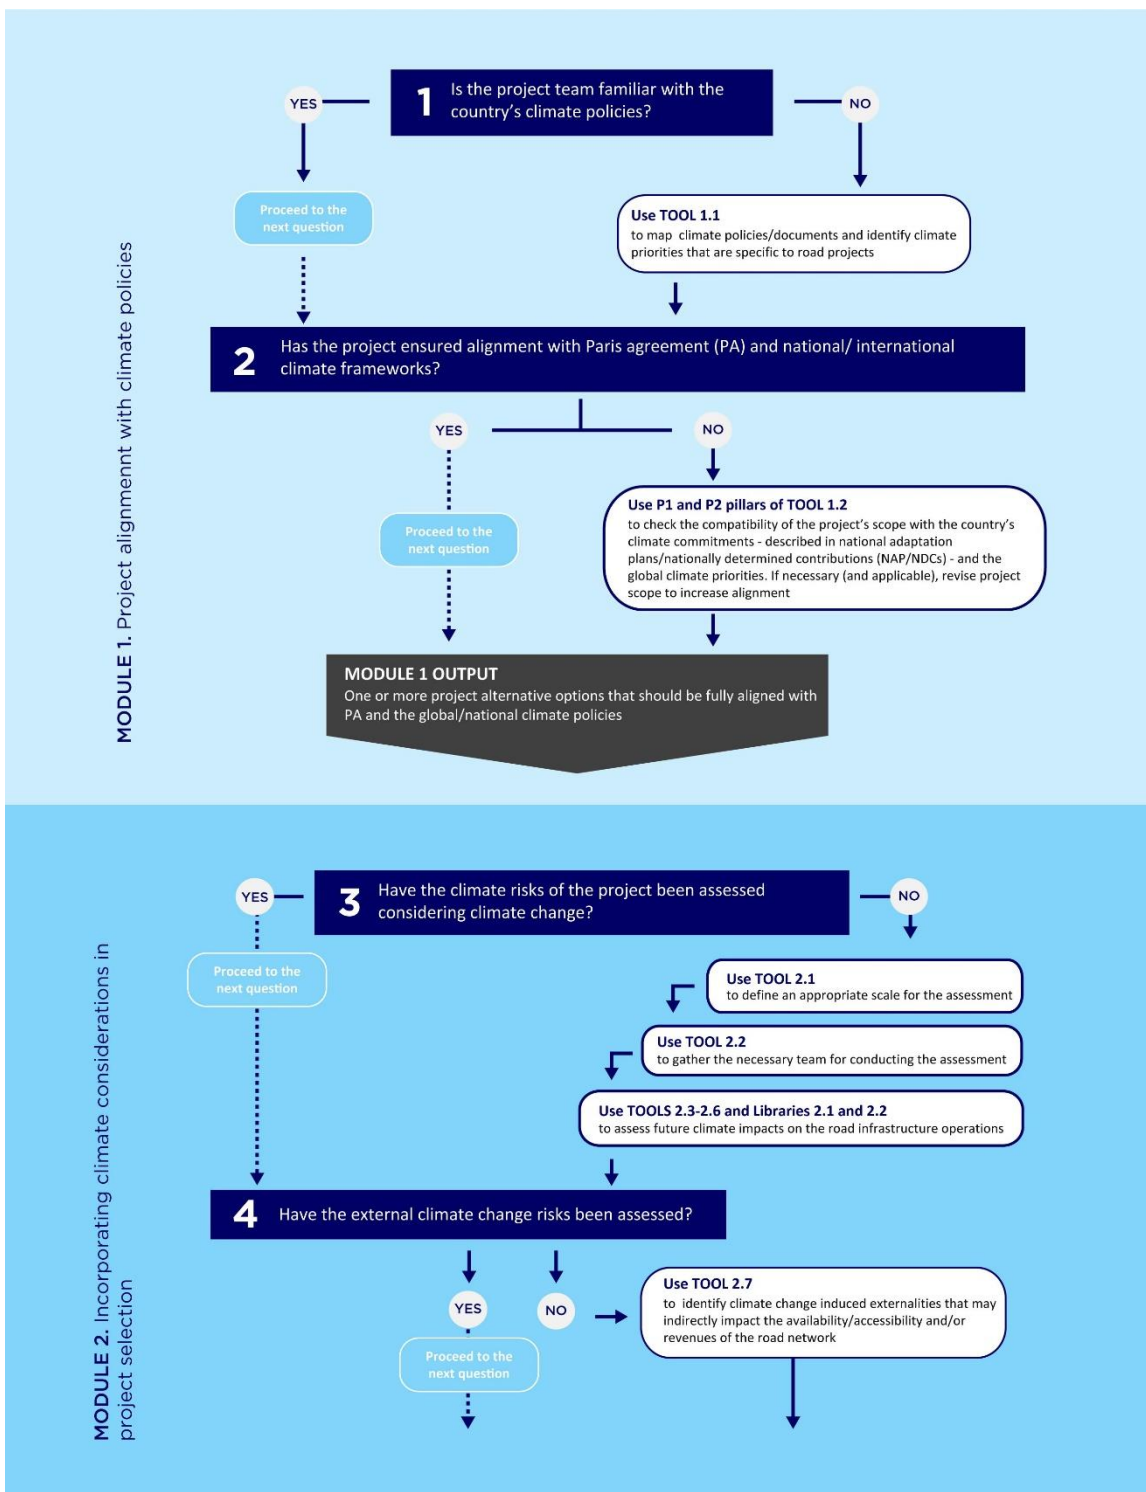 MODULE 1. Project alignmennt with climate policies
1
Is the project team familiar with the
country's climate policies?
YES
NO
Proceed to the
next question
Use TOOL 1.1
to map climate policies/documents and identify climate
priorities that are specific to road projects
2
Has the project ensured alignment with Paris agreement (PA) and national/ international
climate frameworks?
YES
NO
Proceed to the
next question
Use P1 and P2 pillars of TOOL 1.2
to check the compatibility of the project's scope with the country's
climate commitments - described in national adaptation
plans/nationally determined contributions (NAP/NDCs) - and the
global climate priorities. If necessary (and applicable), revise project
scope to increase alignment
MODULE 1 OUTPUT
One or more project alternative options that should be fully aligned with
PA and the global/national climate policies
MODULE 2. Incorporating climate considerations in
project selection
3
Have the climate risks of the project been assessed
considering climate change?
YES
NO
Proceed to the
next question
Use TOOL 2.1
to define an appropriate scale for the assessment
Use TOOL 2.2
to gather the necessary team for conducting the assessment
Use TOOLS 2.3-2.6 and Libraries 2.1 and 2.2
to assess future climate impacts on the road infrastructure operations
4
Have the external climate change risks been assessed?
YES
NO
Proceed to the
next question
Use TOOL 2.7
to identify climate change induced externalities that may
indirectly impact the availability/accessibility and/or
revenues of the road network